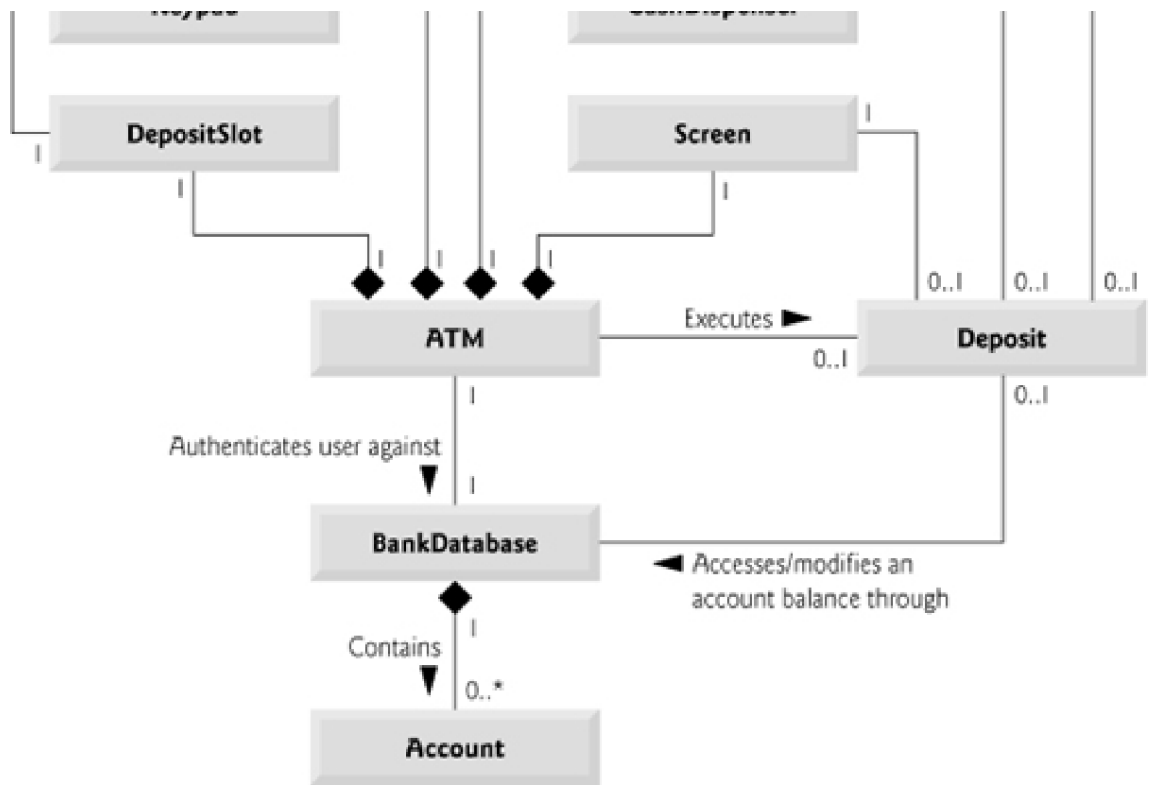 1
DepositSlot
Screen
1
1
1
1
1
1
1
0..1
0..1
0..1
Executes ►
ATM
Deposit
0..1
1
0..1
Authenticates user against
▼
1
BankDatabase
◄ Accesses/modifies an
account balance through
1
Contains
▼
0..*
Account